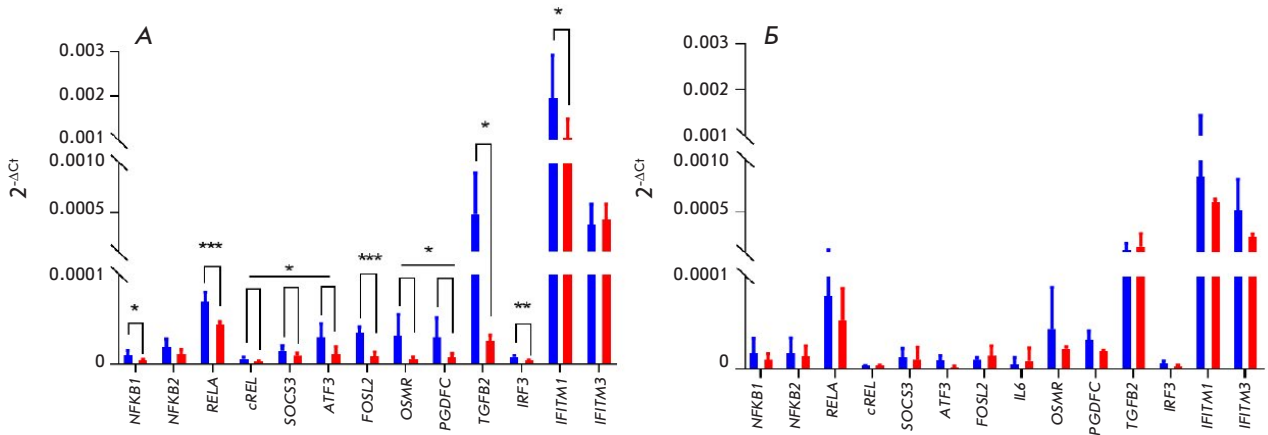 А
2-ΔCt
0.003
0.002
0.001
0.0010
0.0005
0.0001
0
*
***
*
***
*
*
**
*
NFKB1
NFKB2
RELA
cREL
SOCS3
ATF3
FOSL2
OSMR
PGDFC
TGFB2
IRF3
IFITM1
IFITM3
Б
2-ΔCt
0.003
0.002
0.001
0.0010
0.0005
0.0001
0
NFKB1
NFKB2
RELA
cREL
SOCS3
ATF3
FOSL2
IL6
OSMR
PGDFC
TGFB2
IRF3
IFITM1
IFITM3